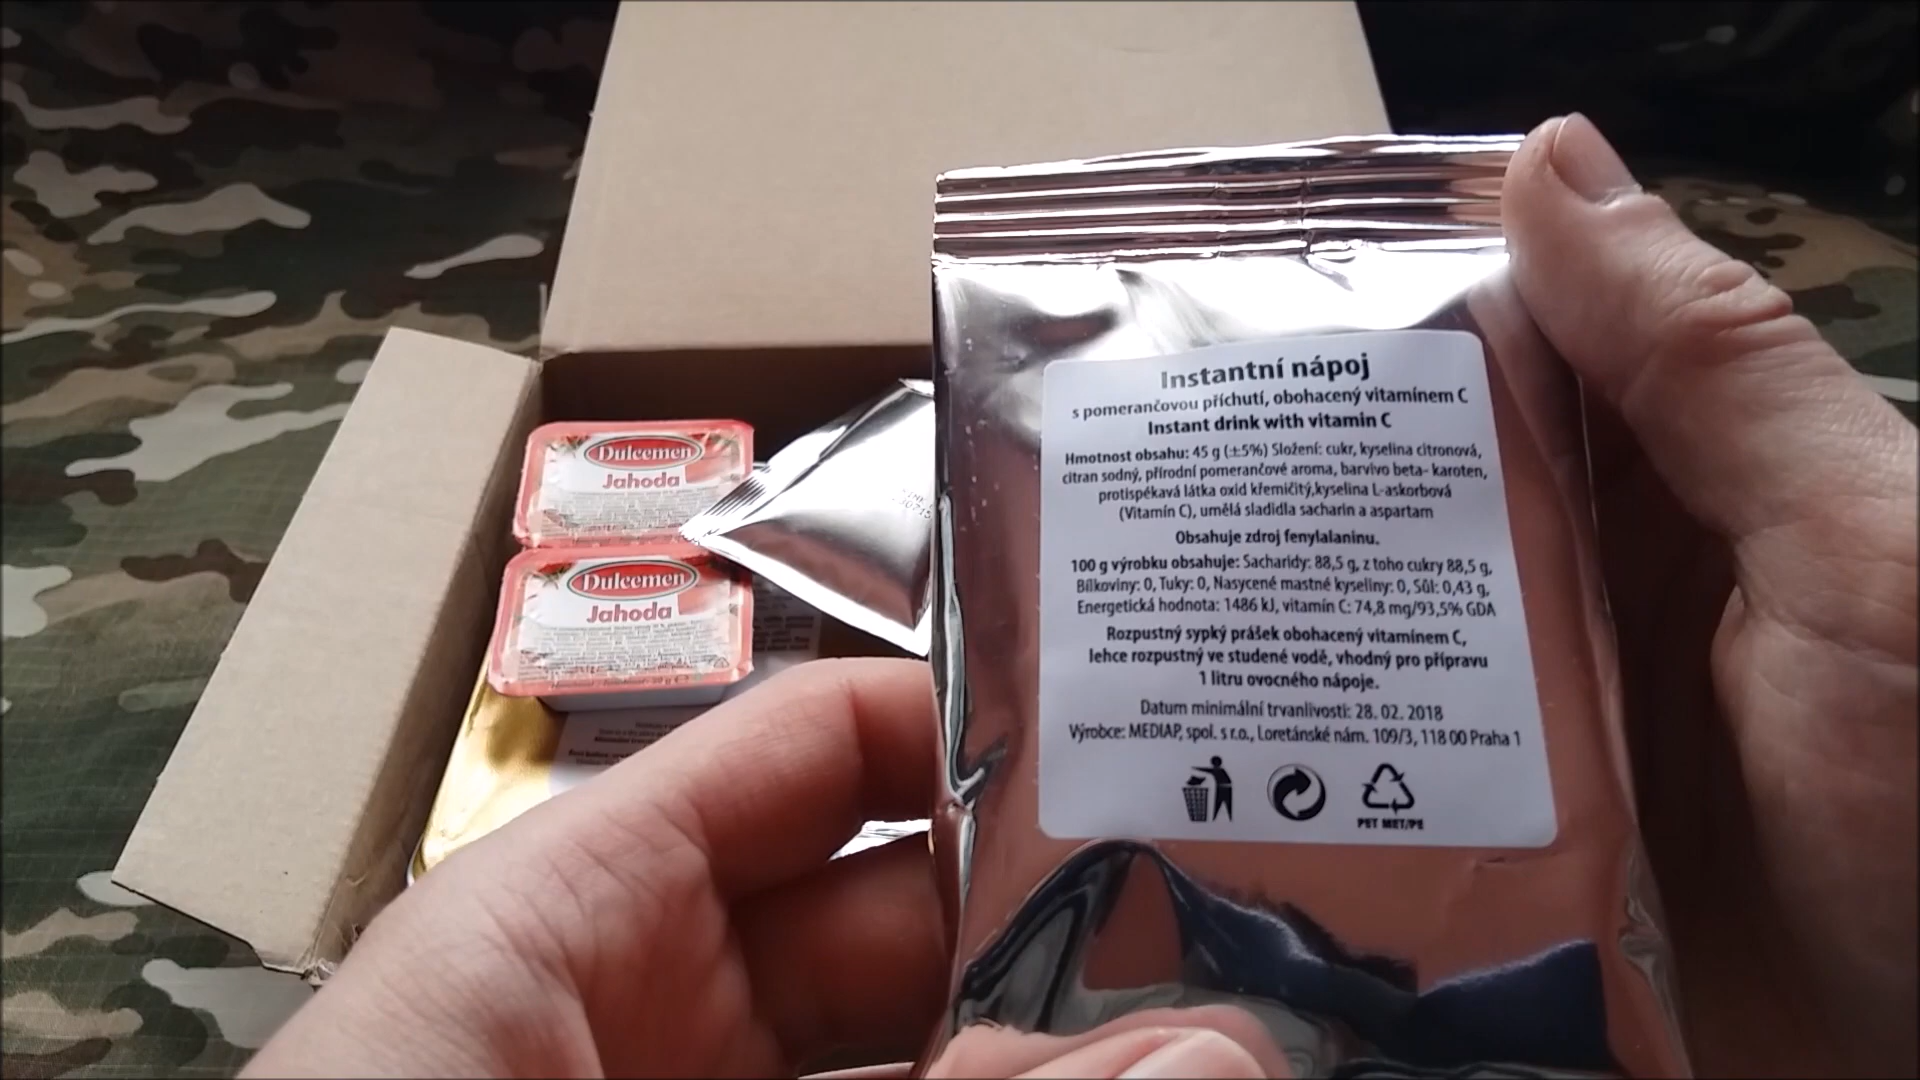 Instantní nápoj
s pomerančovou příchutí, obohacený vitamínem C
Instant drink with vitamin C
Hmotnost obsahu: 45 g (±5%) Složení: cukr, kyselina citronová,
citran sodný, přírodní pomerančové aroma, barvivo beta- karoten,
protispékavá látka oxid křemičitý,kyselina L-askorbová
(Vitamín C), umělá sladidla sacharin a aspartam
Obsahuje zdroj fenylalaninu.
100 g výrobku obsahuje: Sacharidy: 88,5 g, z toho cukry 88,5 g,
Bílkoviny: 0, Tuky: 0, Nasycené mastné kyseliny: 0, Sůl: 0,43 g,
Energetická hodnota: 1486 kJ, vitamín C: 74,8 mg/93,5% GDA
Rozpustný sypký prášek obohacený vitamínem C,
lehce rozpustný ve studené vodě, vhodný pro přípravu
1 litru ovocného nápoje.
Datum minimální trvanlivosti: 28. 02. 2018
Výrobce: MEDIAP, spol. s r.o., Loretánské nám. 109/3, 118 00 Praha 1
PET MET/PE
Dulcemen
Jahoda
Dulcemen
Jahoda